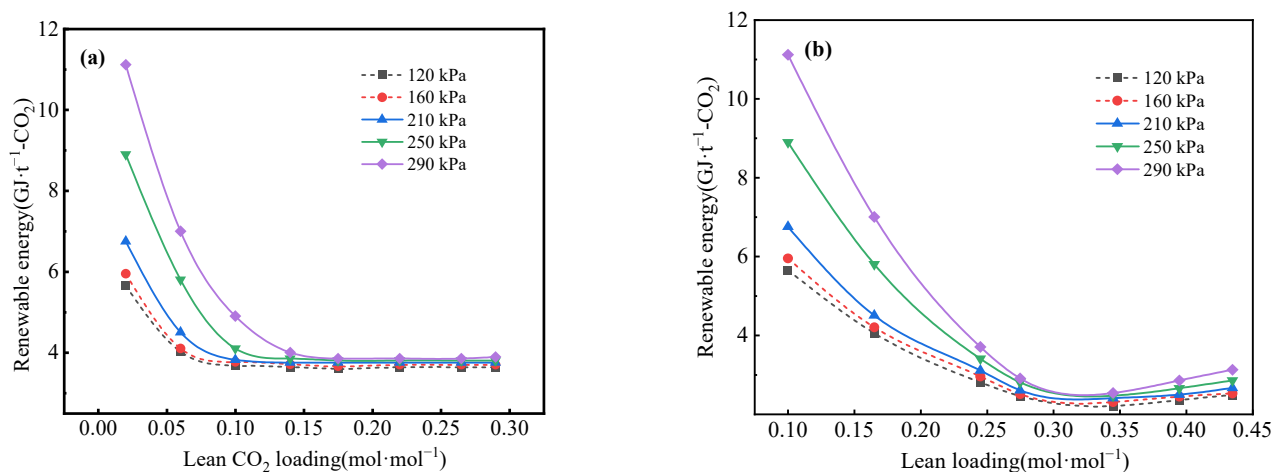 (a)
Renewable energy(GJ·t⁻¹-CO₂)
12
10
8
6
4
120 kPa
160 kPa
210 kPa
250 kPa
290 kPa
0.00 0.05 0.10 0.15 0.20 0.25 0.30
Lean CO₂ loading(mol·mol⁻¹)
(b)
Renewable energy(GJ·t⁻¹-CO₂)
12
10
8
6
4
120 kPa
160 kPa
210 kPa
250 kPa
290 kPa
0.10 0.15 0.20 0.25 0.30 0.35 0.40 0.45
Lean loading(mol·mol⁻¹)